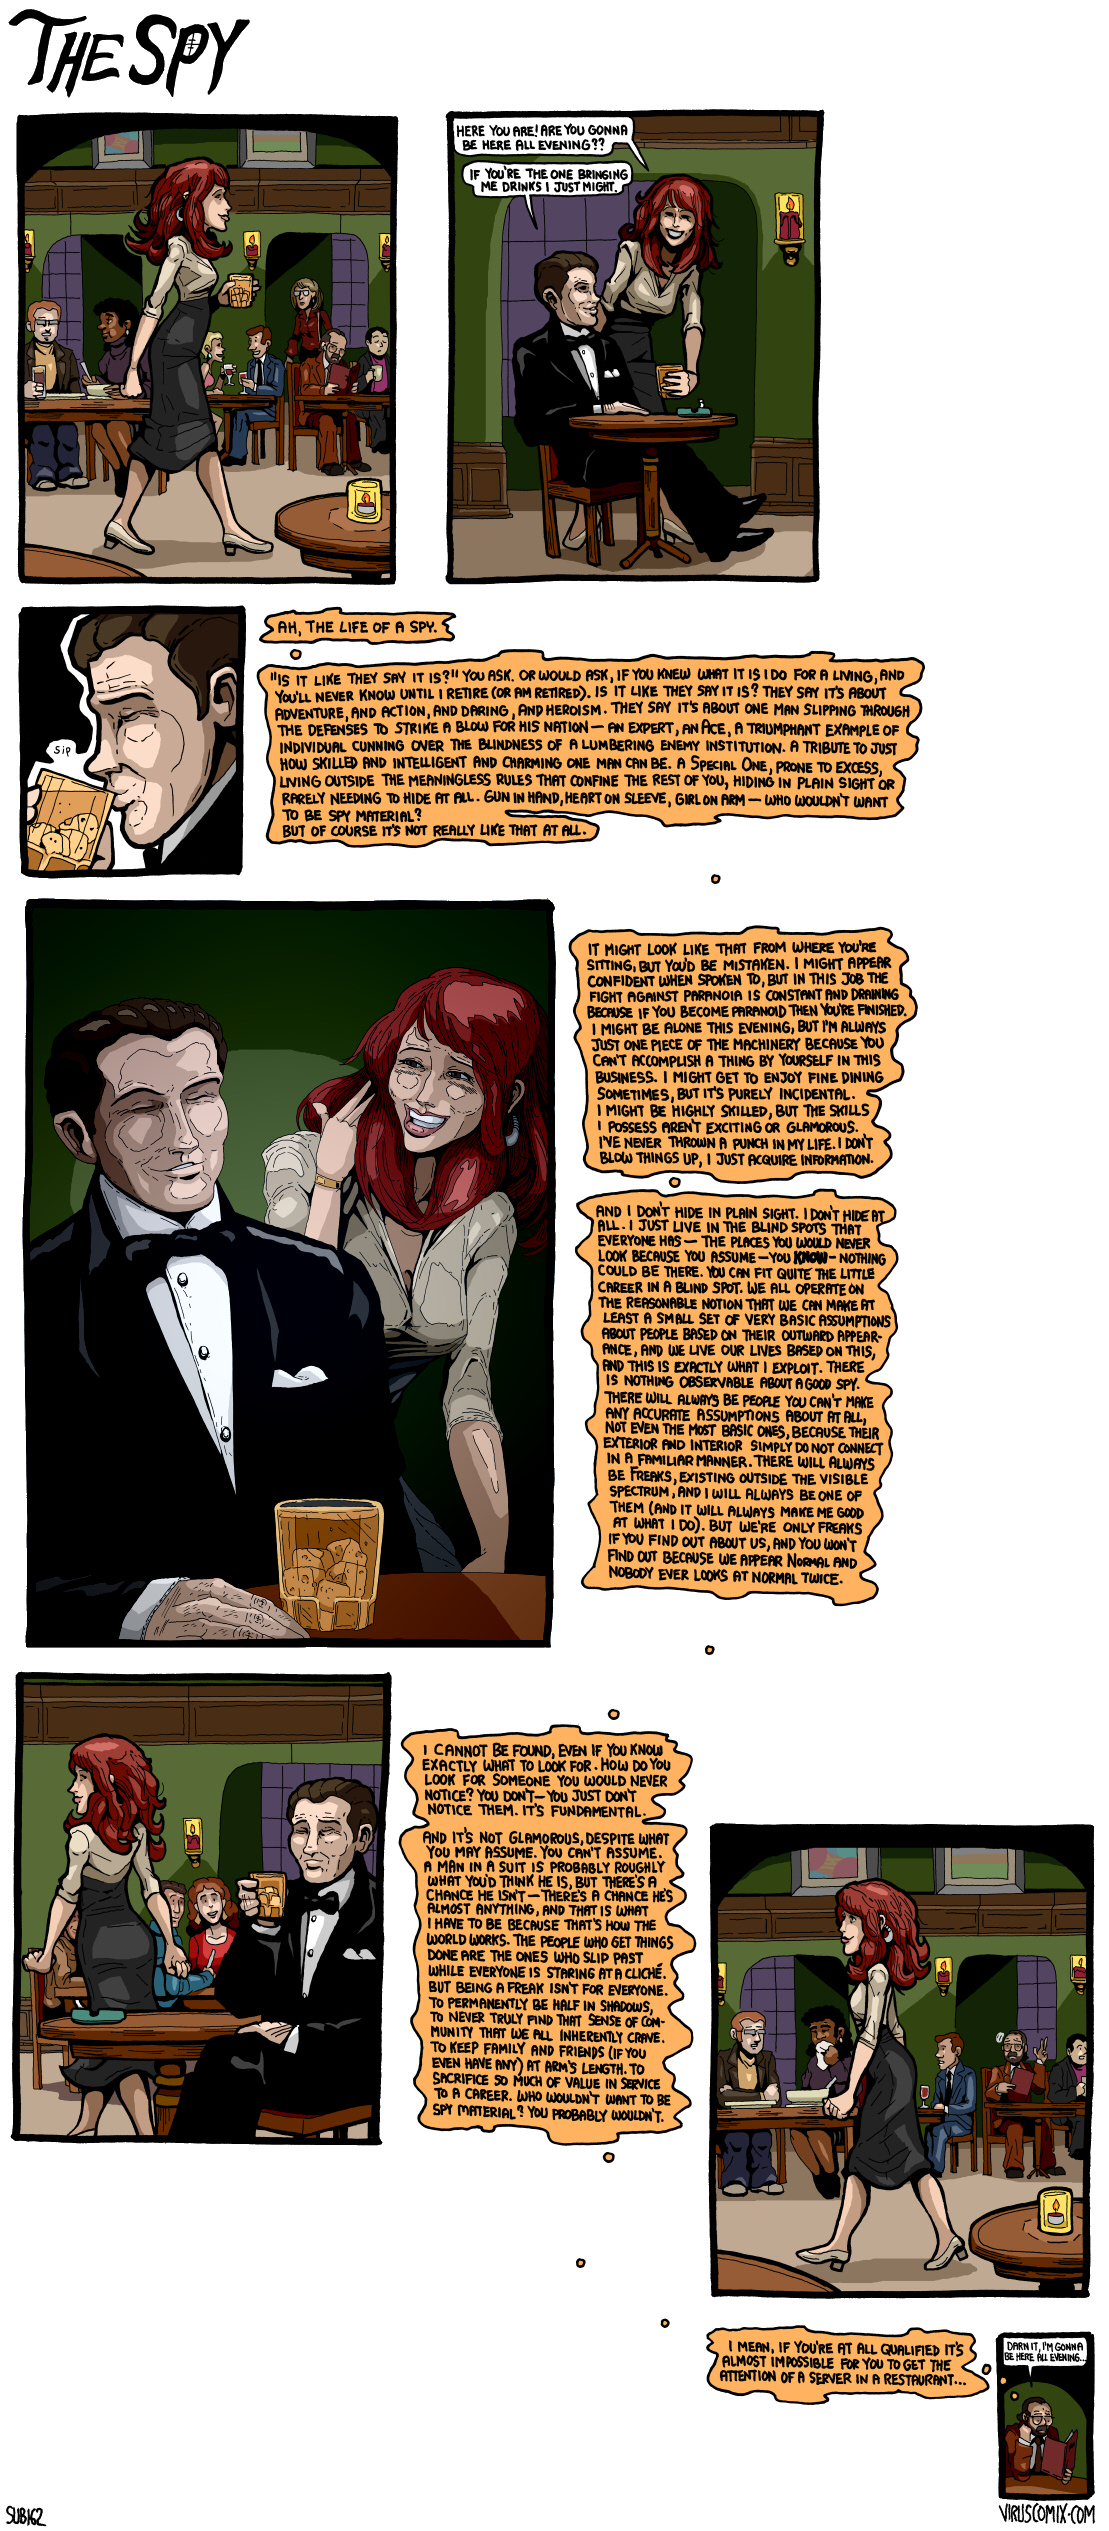 THE SPY
HERE YOU ARE! ARE YOU GONNA
BE HERE ALL EVENING??
IF YOU'RE THE ONE BRINGING
ME DRINKS I JUST MIGHT.
SIP
AH, THE LIFE OF A SPY.
"IS IT LIKE THEY SAY IT IS?" YOU ASK. OR WOULD ASK, IF YOU KNEW WHAT IT IS I DO FOR A LIVING, AND
YOU'LL NEVER KNOW UNTIL I RETIRE (OR AM RETIRED). IS IT LIKE THEY SAY IT IS? THEY SAY IT'S ABOUT
ADVENTURE, AND ACTION, AND DARING, AND HEROISM. THEY SAY IT'S ABOUT ONE MAN SLIPPING THROUGH
THE DEFENSES TO STRIKE A BLOW FOR HIS NATION — AN EXPERT, AN ACE, A TRIUMPHANT EXAMPLE OF
INDIVIDUAL CUNNING OVER THE BLINDNESS OF A LUMBERING ENEMY INSTITUTION. A TRIBUTE TO JUST
HOW SKILLED AND INTELLIGENT AND CHARMING ONE MAN CAN BE. A SPECIAL ONE, PRONE TO EXCESS,
LIVING OUTSIDE THE MEANINGLESS RULES THAT CONFINE THE REST OF YOU, HIDING IN PLAIN SIGHT OR
RARELY NEEDING TO HIDE AT ALL. GUN IN HAND, HEART ON SLEEVE, GIRL ON ARM — WHO WOULDN'T WANT
TO BE SPY MATERIAL?
BUT OF COURSE IT'S NOT REALLY LIKE THAT AT ALL.
IT MIGHT LOOK LIKE THAT FROM WHERE YOU'RE
SITTING, BUT YOU'D BE MISTAKEN. I MIGHT APPEAR
CONFIDENT WHEN SPOKEN TO, BUT IN THIS JOB THE
FIGHT AGAINST PARANOIA IS CONSTANT AND DRAINING
BECAUSE IF YOU BECOME PARANOID THEN YOU'RE FINISHED.
I MIGHT BE ALONE THIS EVENING, BUT I'M ALWAYS
JUST ONE PIECE OF THE MACHINERY BECAUSE YOU
CAN'T ACCOMPLISH A THING BY YOURSELF IN THIS
BUSINESS. I MIGHT GET TO ENJOY FINE DINING
SOMETIMES, BUT IT'S PURELY INCIDENTAL.
I MIGHT BE HIGHLY SKILLED, BUT THE SKILLS
I POSSESS AREN'T EXCITING OR GLAMOROUS.
I'VE NEVER THROWN A PUNCH IN MY LIFE. I DON'T
BLOW THINGS UP, I JUST ACQUIRE INFORMATION.
AND I DON'T HIDE IN PLAIN SIGHT. I DON'T HIDE AT
ALL. I JUST LIVE IN THE BLIND SPOTS THAT
EVERYONE HAS — THE PLACES YOU WOULD NEVER
LOOK BECAUSE YOU ASSUME — YOU KNOW — NOTHING
COULD BE THERE. YOU CAN FIT QUITE THE LITTLE
CAREER IN A BLIND SPOT. WE ALL OPERATE ON
THE REASONABLE NOTION THAT WE CAN MAKE AT
LEAST A SMALL SET OF VERY BASIC ASSUMPTIONS
ABOUT PEOPLE BASED ON THEIR OUTWARD APPEAR-
ANCE, AND WE LIVE OUR LIVES BASED ON THIS,
AND THIS IS EXACTLY WHAT I EXPLOIT. THERE
IS NOTHING OBSERVABLE ABOUT A GOOD SPY.
THERE WILL ALWAYS BE PEOPLE YOU CAN'T MAKE
ANY ACCURATE ASSUMPTIONS ABOUT AT ALL,
NOT EVEN THE MOST BASIC ONES, BECAUSE THEIR
EXTERIOR AND INTERIOR SIMPLY DO NOT CONNECT
IN A FAMILIAR MANNER. THERE WILL ALWAYS
BE FREAKS, EXISTING OUTSIDE THE VISIBLE
SPECTRUM, AND I WILL ALWAYS BE ONE OF
THEM (AND IT WILL ALWAYS MAKE ME GOOD
AT WHAT I DO). BUT WE'RE ONLY FREAKS
IF YOU FIND OUT ABOUT US, AND YOU WON'T
FIND OUT BECAUSE WE APPEAR NORMAL AND
NOBODY EVER LOOKS AT NORMAL TWICE.
I CANNOT BE FOUND, EVEN IF YOU KNOW
EXACTLY WHAT TO LOOK FOR. HOW DO YOU
LOOK FOR SOMEONE YOU WOULD NEVER
NOTICE? YOU DON'T — YOU JUST DON'T
NOTICE THEM. IT'S FUNDAMENTAL.
AND IT'S NOT GLAMOROUS, DESPITE WHAT
YOU MAY ASSUME. YOU CAN'T ASSUME.
A MAN IN A SUIT IS PROBABLY ROUGHLY
WHAT YOU'D THINK HE IS, BUT THERE'S A
CHANCE HE ISN'T — THERE'S A CHANCE HE'S
ALMOST ANYTHING, AND THAT IS WHAT
I HAVE TO BE BECAUSE THAT'S HOW THE
WORLD WORKS. THE PEOPLE WHO GET THINGS
DONE ARE THE ONES WHO SLIP PAST
WHILE EVERYONE IS STARING AT A CLICHÉ.
BUT BEING A FREAK ISN'T FOR EVERYONE.
TO PERMANENTLY BE HALF IN SHADOWS,
TO NEVER TRULY FIND THAT SENSE OF COM-
MUNITY THAT WE ALL INHERENTLY CRAVE.
TO KEEP FAMILY AND FRIENDS (IF YOU
EVEN HAVE ANY) AT ARM'S LENGTH. TO
SACRIFICE SO MUCH OF VALUE IN SERVICE
TO A CAREER. WHO WOULDN'T WANT TO BE
SPY MATERIAL? YOU PROBABLY WOULDN'T.
I MEAN, IF YOU'RE AT ALL QUALIFIED IT'S
ALMOST IMPOSSIBLE FOR YOU TO GET THE
ATTENTION OF A SERVER IN A RESTAURANT...
DARN IT, I'M GONNA
BE HERE ALL EVENING...
SUB162
VIRUSCOMIX.COM